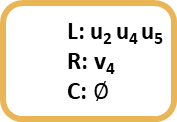 L: u₂ u₄ u₅
R: v₄
C: Ø